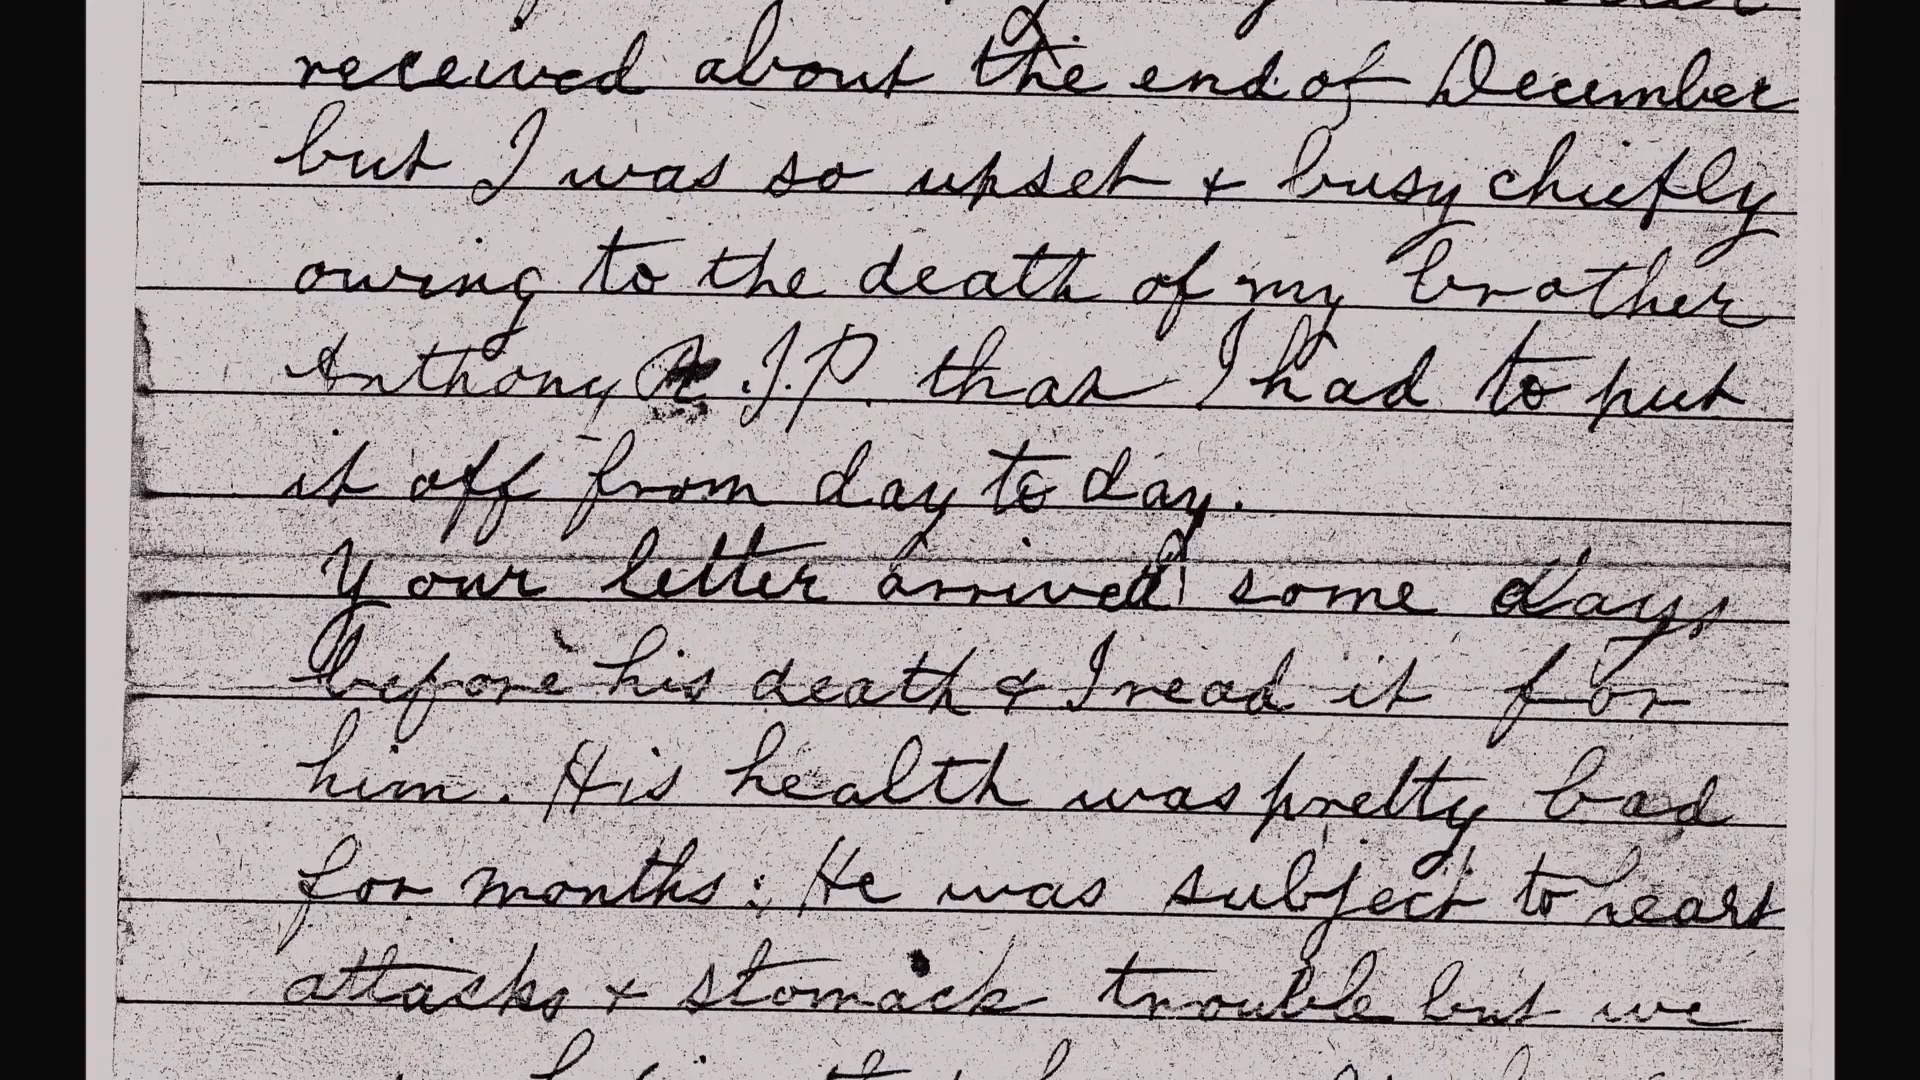 received about the end of December
but I was so upset & busy chiefly
owing to the death of my brother
Anthony J.P. that I had to put
it off from day to day.
Your letter arrived some days
before his death & I read it for
him. His health was pretty bad
for months: He was subject to heart
attacks & stomack trouble but we